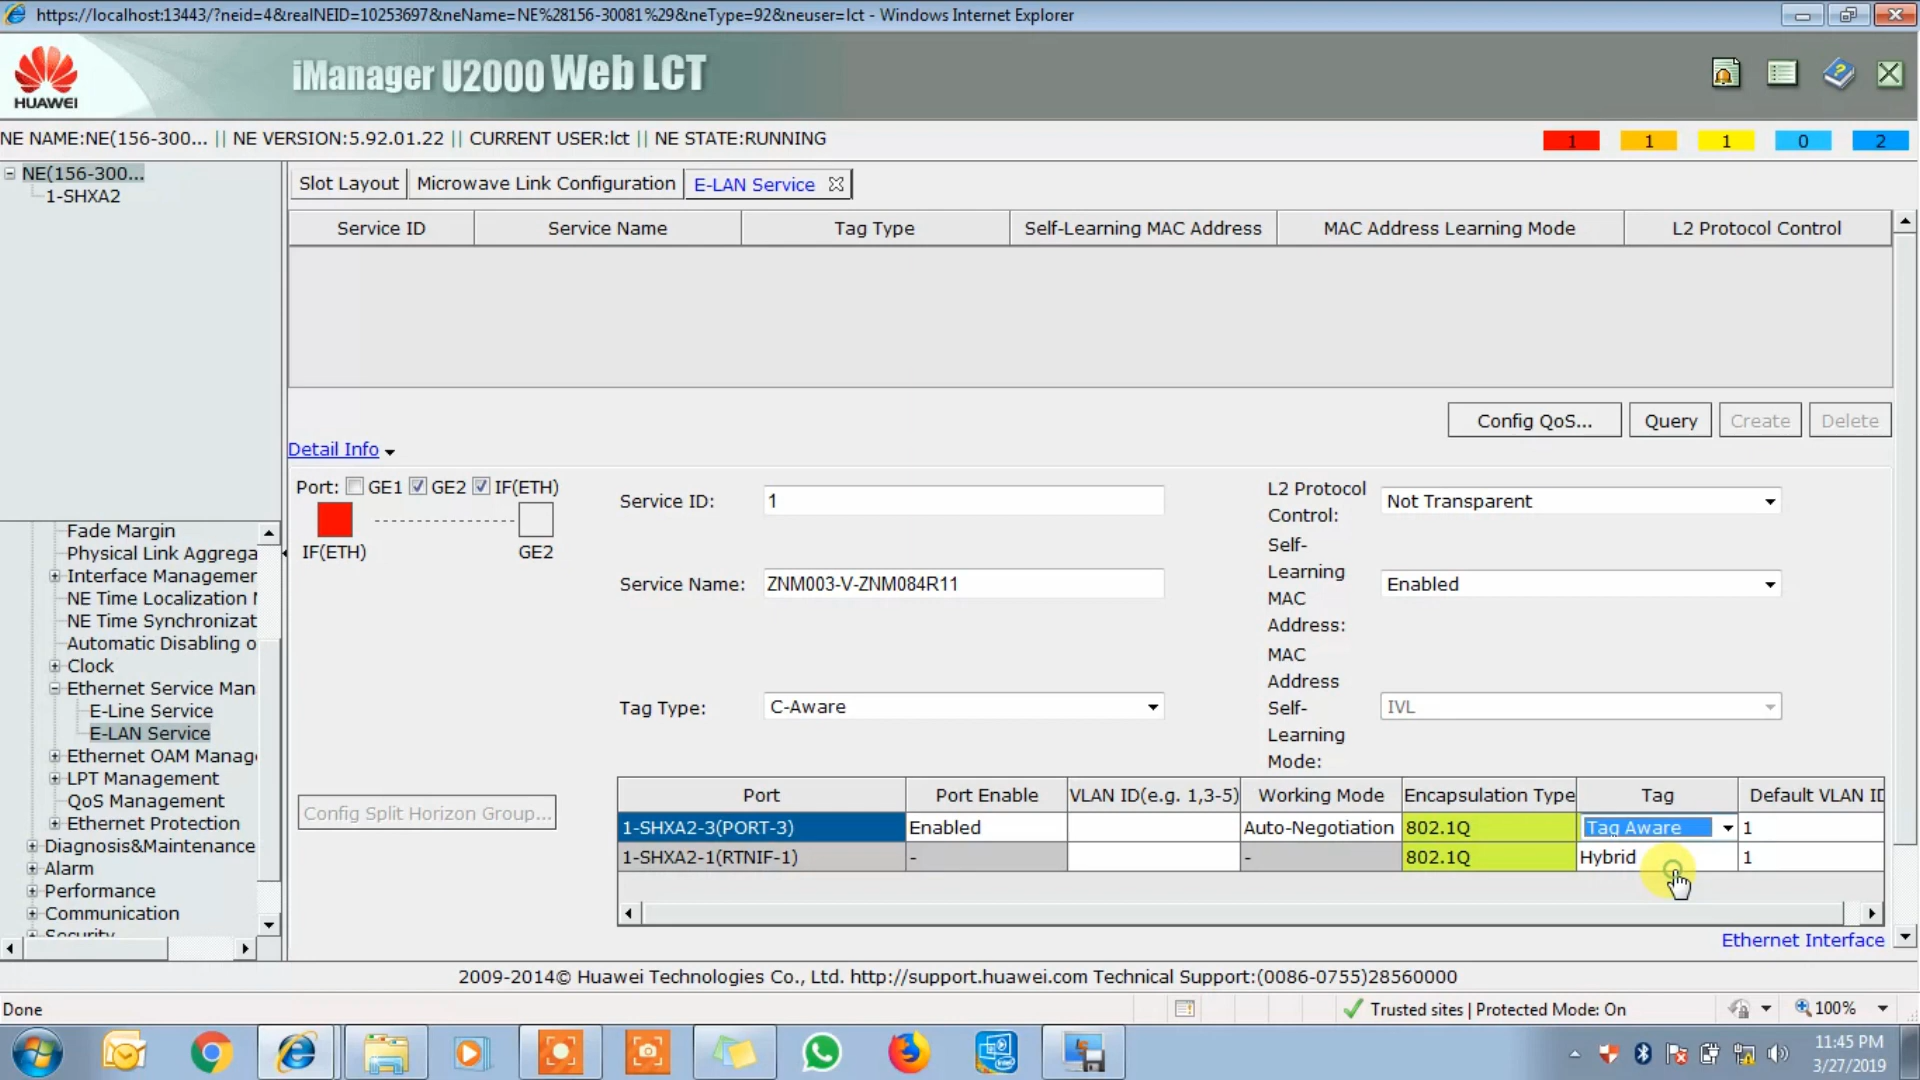 https://localhost:13443/?neid=4&realNEID=10253697&neName=NE%28156-30081%29&neType=92&neuser=lct - Windows Internet Explorer
HUAWEI
iManager U2000 Web LCT
NE NAME:NE(156-300... || NE VERSION:5.92.01.22 || CURRENT USER:lct || NE STATE:RUNNING
1 1 1 0 2
NE(156-300...
1-SHXA2
Slot Layout Microwave Link Configuration E-LAN Service
Service ID Service Name Tag Type Self-Learning MAC Address MAC Address Learning Mode L2 Protocol Control
Config QoS... Query Create Delete
Detail Info
Port: GE1 GE2 IF(ETH)
IF(ETH) GE2
Service ID: 1
L2 Protocol Control: Not Transparent
Service Name: ZNM003-V-ZNM084R11
Self-Learning MAC Address: Enabled
Tag Type: C-Aware
MAC Address Self-Learning Mode: IVL
Config Split Horizon Group...
Port Port Enable VLAN ID(e.g. 1,3-5) Working Mode Encapsulation Type Tag Default VLAN ID
1-SHXA2-3(PORT-3) Enabled Auto-Negotiation 802.1Q Tag Aware 1
1-SHXA2-1(RTNIF-1) - - 802.1Q Hybrid 1
Ethernet Interface
Fade Margin
Physical Link Aggrega
Interface Managemer
NE Time Localization
NE Time Synchronizat
Automatic Disabling o
Clock
Ethernet Service Man
E-Line Service
E-LAN Service
Ethernet OAM Manag
LPT Management
QoS Management
Ethernet Protection
Diagnosis&Maintenance
Alarm
Performance
Communication
Security
2009-2014© Huawei Technologies Co., Ltd. http://support.huawei.com Technical Support:(0086-0755)28560000
Done
Trusted sites | Protected Mode: On
100%
11:45 PM
3/27/2019